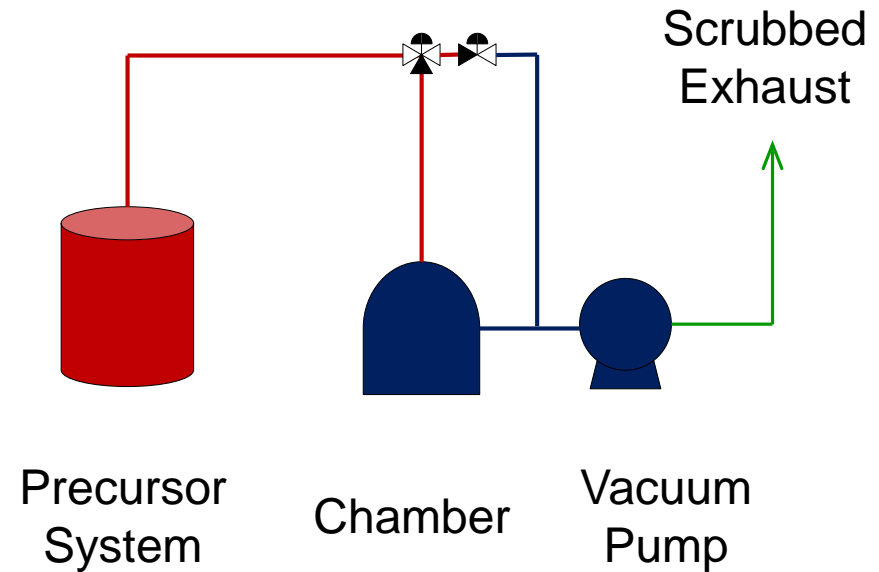 Scrubbed
Exhaust
Precursor
System
Chamber
Vacuum
Pump